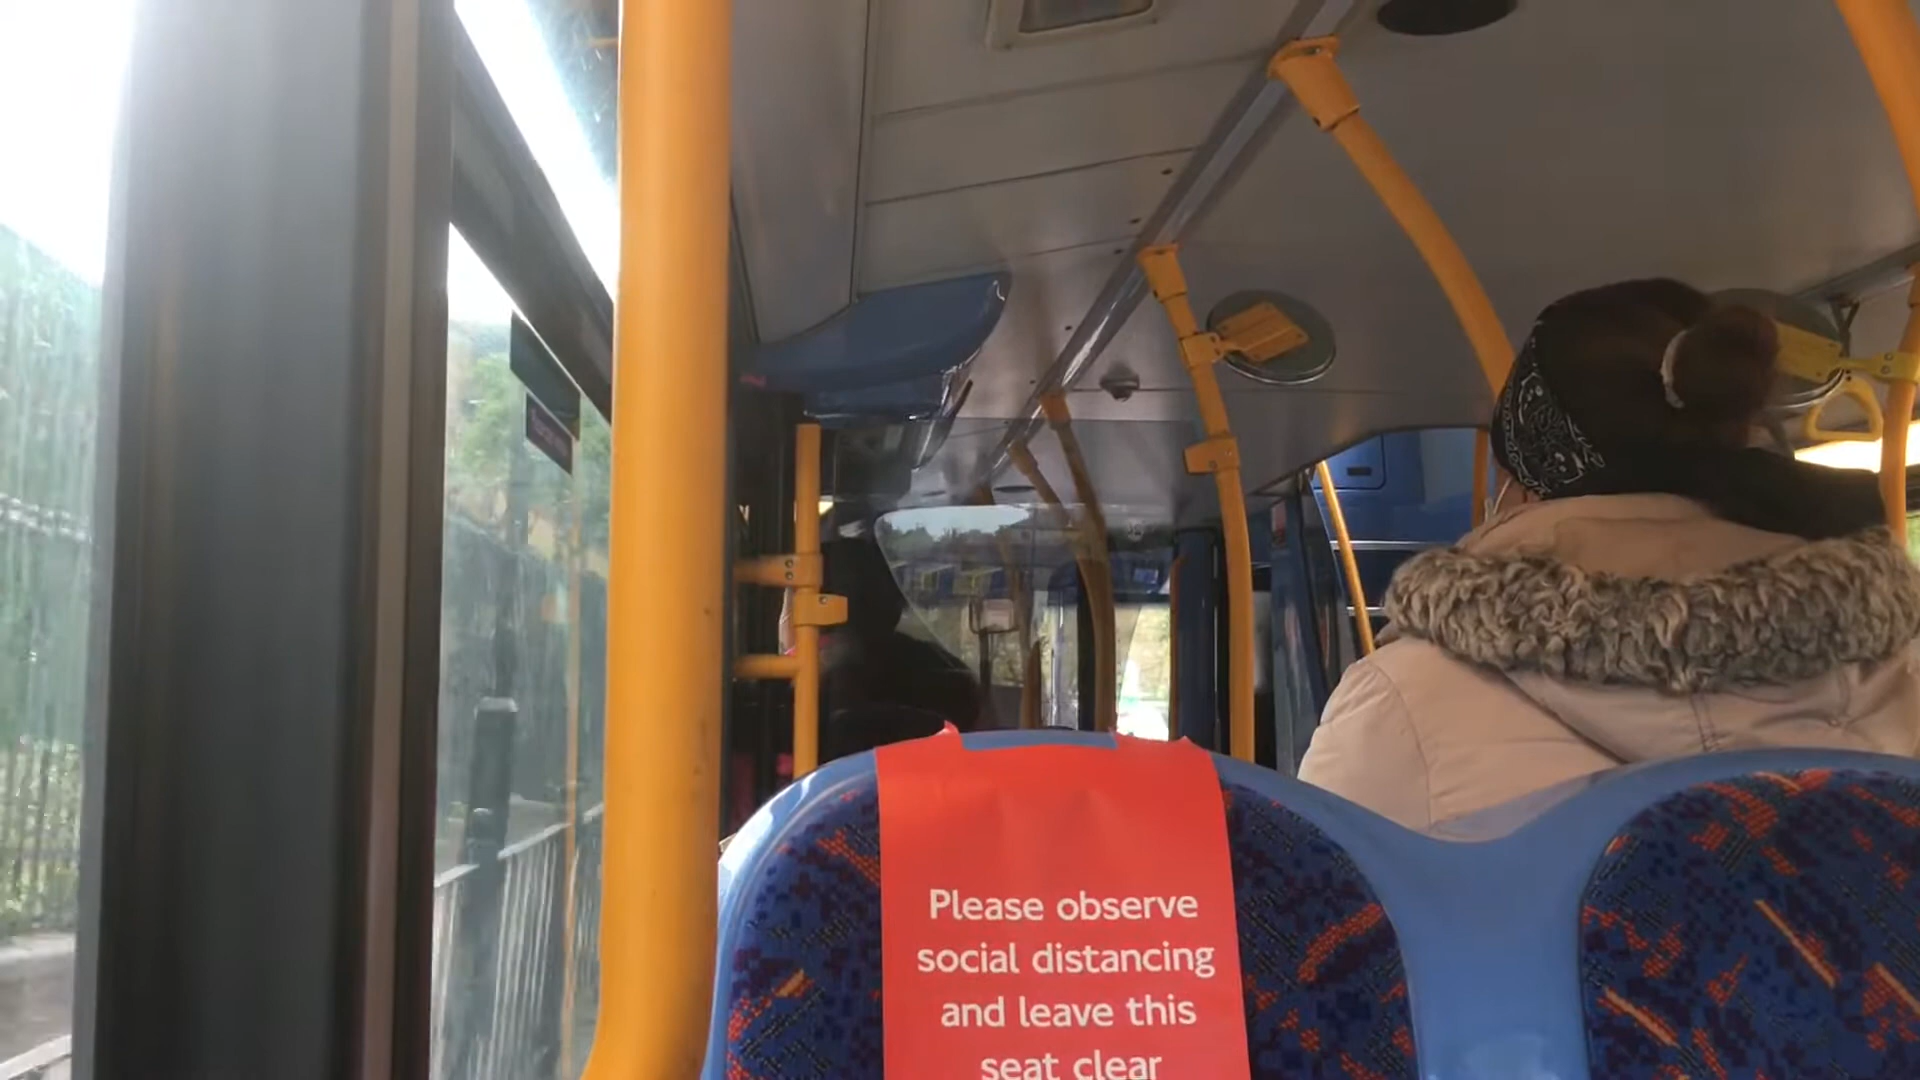 Please observe
social distancing
and leave this
seat clear